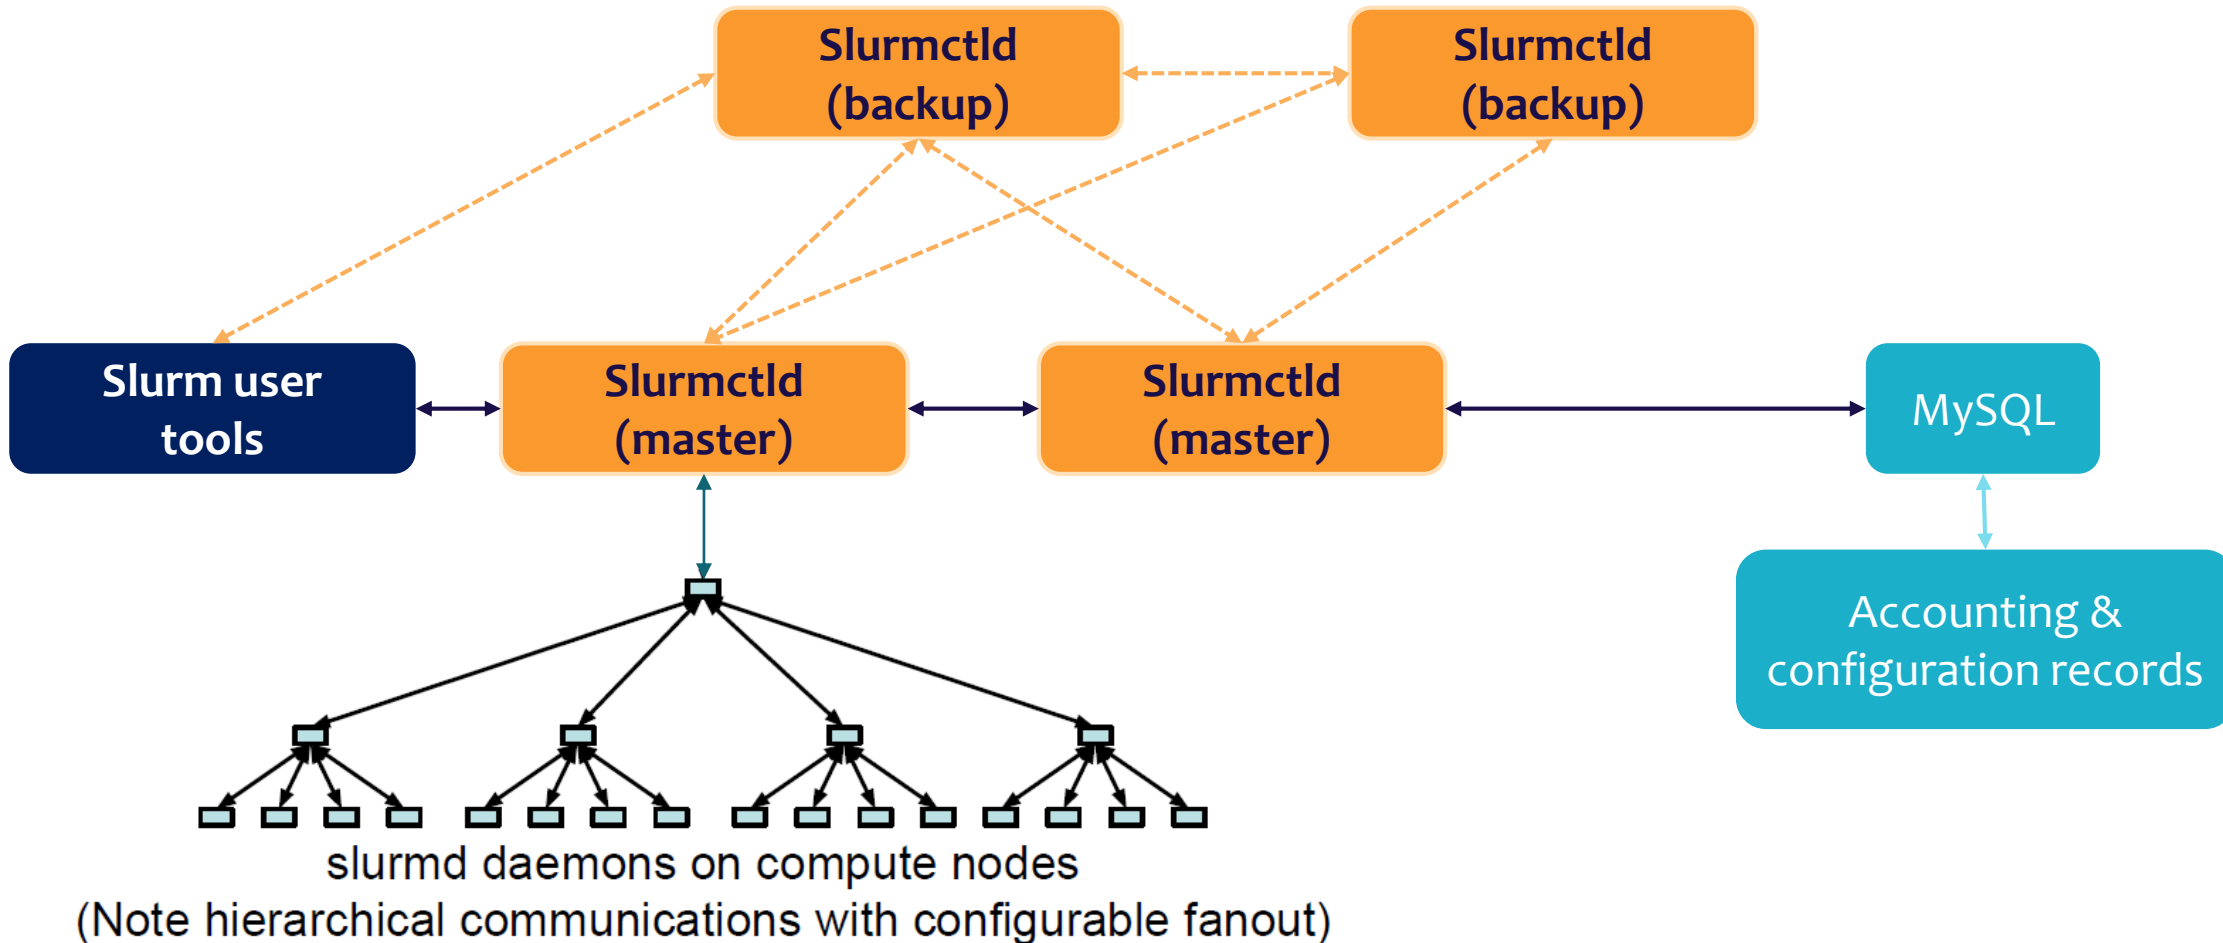 Slurmctld
(backup)
Slurmctld
(backup)
Slurm user
tools
Slurmctld
(master)
Slurmctld
(master)
MySQL
Accounting &
configuration records
slurmd daemons on compute nodes
(Note hierarchical communications with configurable fanout)